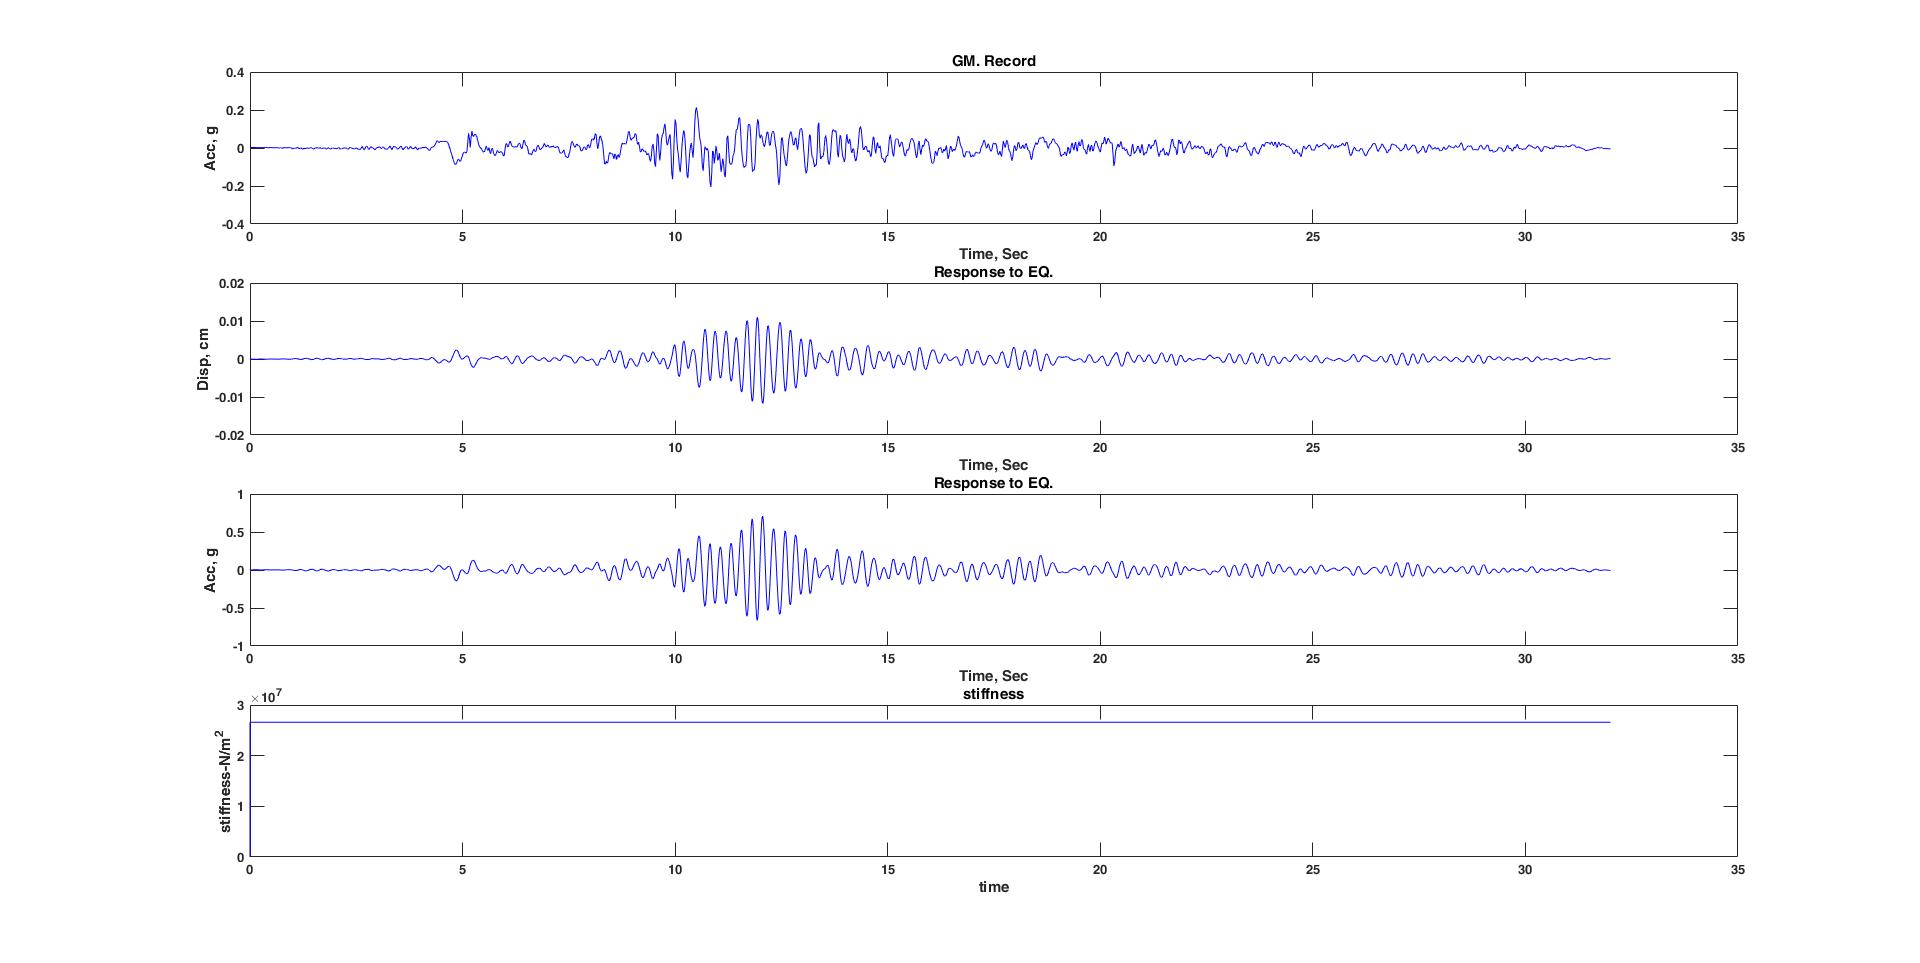 GM. Record
Acc, g
0.4
0.2
0
-0.2
-0.4
0 5 10 15 20 25 30 35
Time, Sec
Response to EQ.
Disp, cm
0.02
0.01
0
-0.01
-0.02
0 5 10 15 20 25 30 35
Time, Sec
Response to EQ.
Acc, g
1
0.5
0
-0.5
-1
0 5 10 15 20 25 30 35
Time, Sec
stiffness
×10⁷
stiffness-N/m²
3
2
1
0
0 5 10 15 20 25 30 35
time